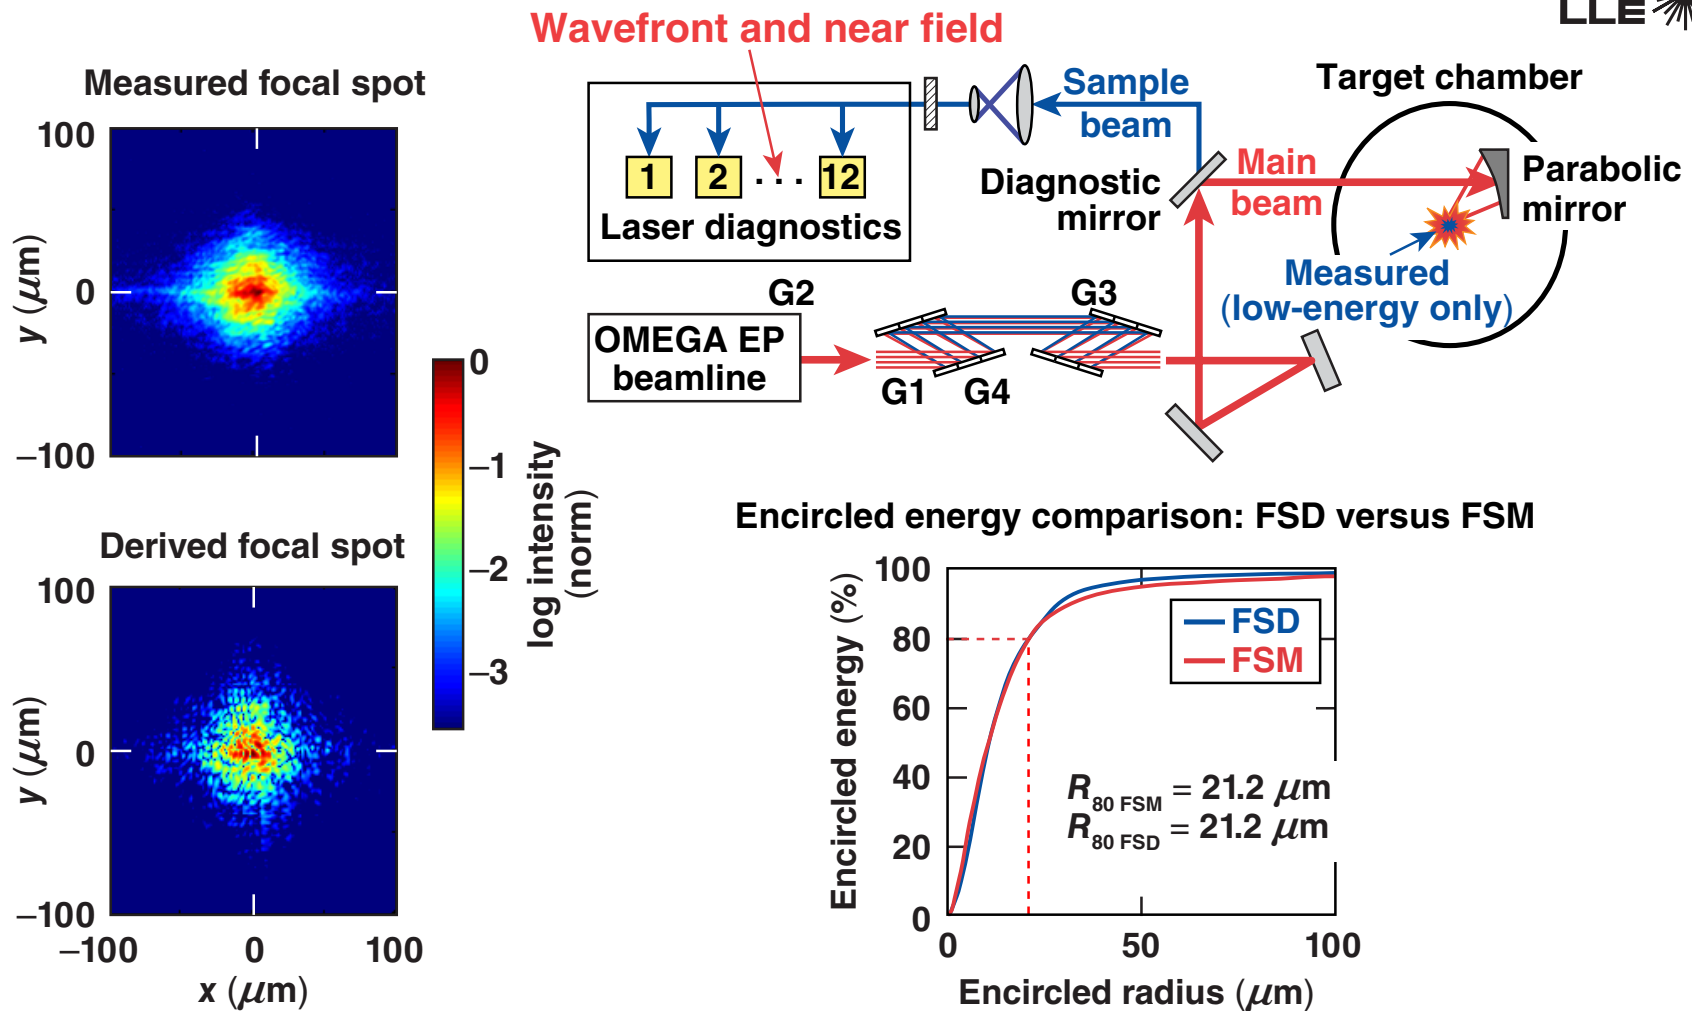 LLE
Wavefront and near field
Measured focal spot
100
0
–100
y (μm)
Derived focal spot
100
0
–100
y (μm)
–100
0
100
x (μm)
0
–1
–2
–3
log intensity
(norm)
1
2
. . .
12
Laser diagnostics
Sample
beam
Diagnostic
mirror
Main
beam
Target chamber
Parabolic
mirror
Measured
(low-energy only)
OMEGA EP
beamline
G2
G3
G1
G4
Encircled energy comparison: FSD versus FSM
Encircled energy (%)
100
80
60
40
20
0
FSD
FSM
R80 FSM = 21.2 μm
R80 FSD = 21.2 μm
0
50
100
Encircled radius (μm)